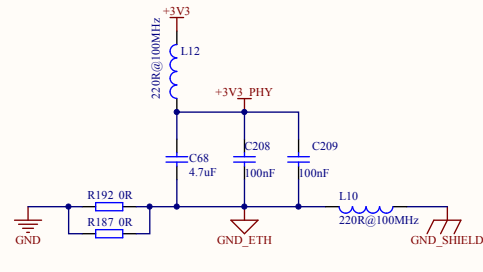 +3V3
220R@100MHz
L12
+3V3_PHY
C68
4.7uF
C208
100nF
C209
100nF
R192 0R
R187 0R
L10
220R@100MHz
GND
GND_ETH
GND_SHIELD